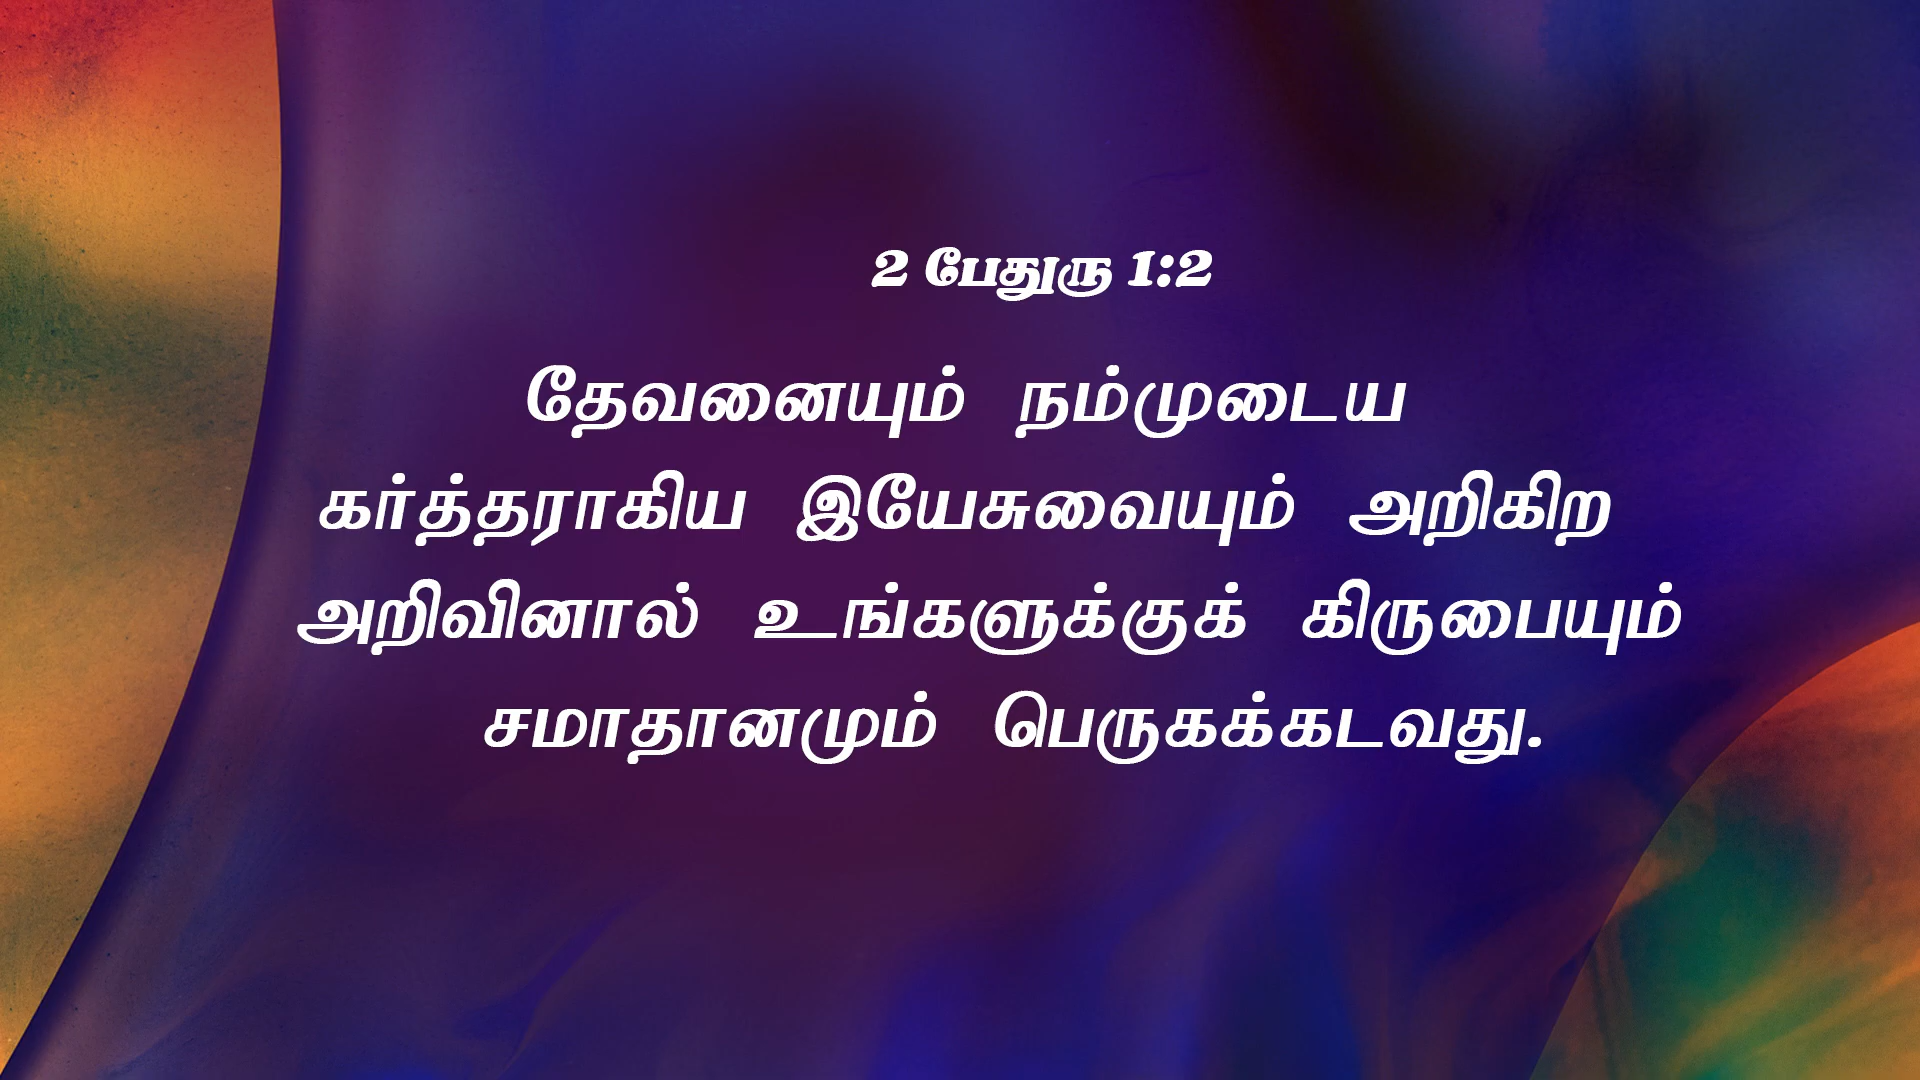 2 பேதுரு 1:2
தேவனையும் நம்முடைய
கர்த்தராகிய இயேசுவையும் அறிகிற
அறிவினால் உங்களுக்குக் கிருபையும்
சமாதானமும் பெருகக்கடவது.